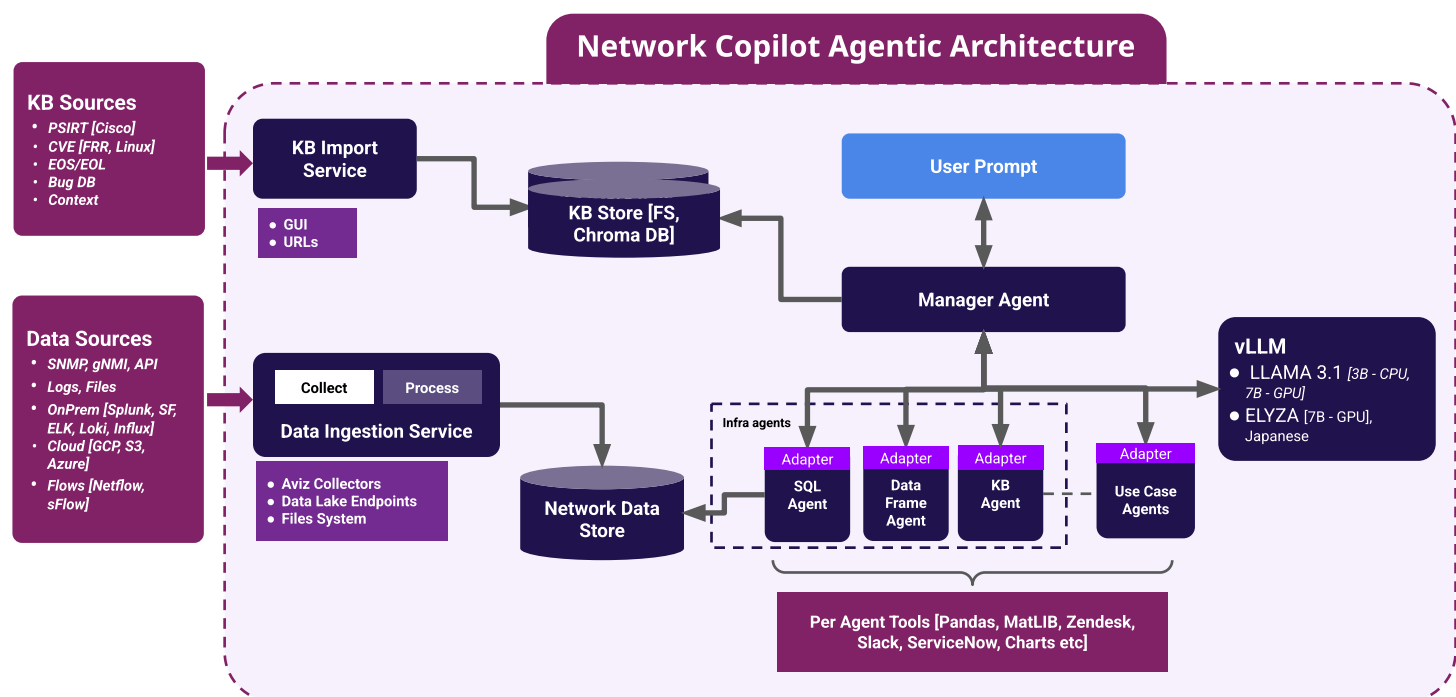 Network Copilot Agentic Architecture
KB Sources
• PSIRT [Cisco]
• CVE [FRR, Linux]
• EOS/EOL
• Bug DB
• Context
KB Import
Service
● GUI
● URLs
KB Store [FS,
Chroma DB]
User Prompt
Manager Agent
Data Sources
• SNMP, gNMI, API
• Logs, Files
• OnPrem [Splunk, SF,
ELK, Loki, Influx]
• Cloud [GCP, S3,
Azure]
• Flows [Netflow,
sFlow]
Collect
Process
Data Ingestion Service
● Aviz Collectors
● Data Lake Endpoints
● Files System
Network Data
Store
Infra agents
Adapter
SQL
Agent
Adapter
Data
Frame
Agent
Adapter
KB
Agent
Adapter
Use Case
Agents
vLLM
● LLAMA 3.1 [3B - CPU,
7B - GPU]
● ELYZA [7B - GPU],
Japanese
Per Agent Tools [Pandas, MatLIB, Zendesk,
Slack, ServiceNow, Charts etc]